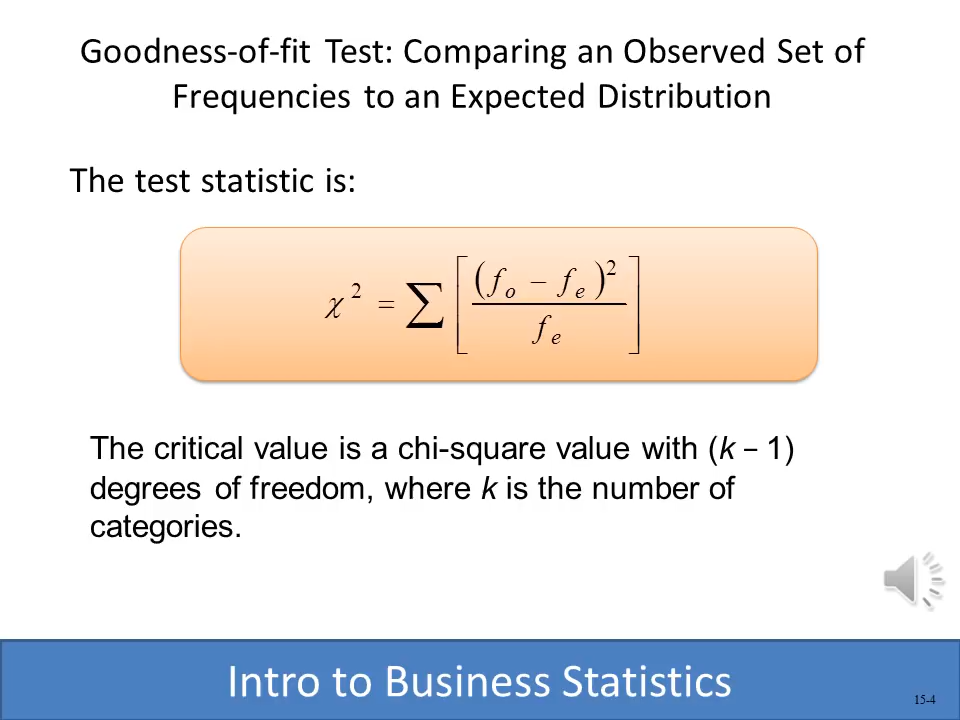 Goodness-of-fit Test: Comparing an Observed Set of
Frequencies to an Expected Distribution
The test statistic is:
χ² = ∑ [ (fₒ − fₑ)² / fₑ ]
The critical value is a chi-square value with (k − 1)
degrees of freedom, where k is the number of
categories.
Intro to Business Statistics
15-4